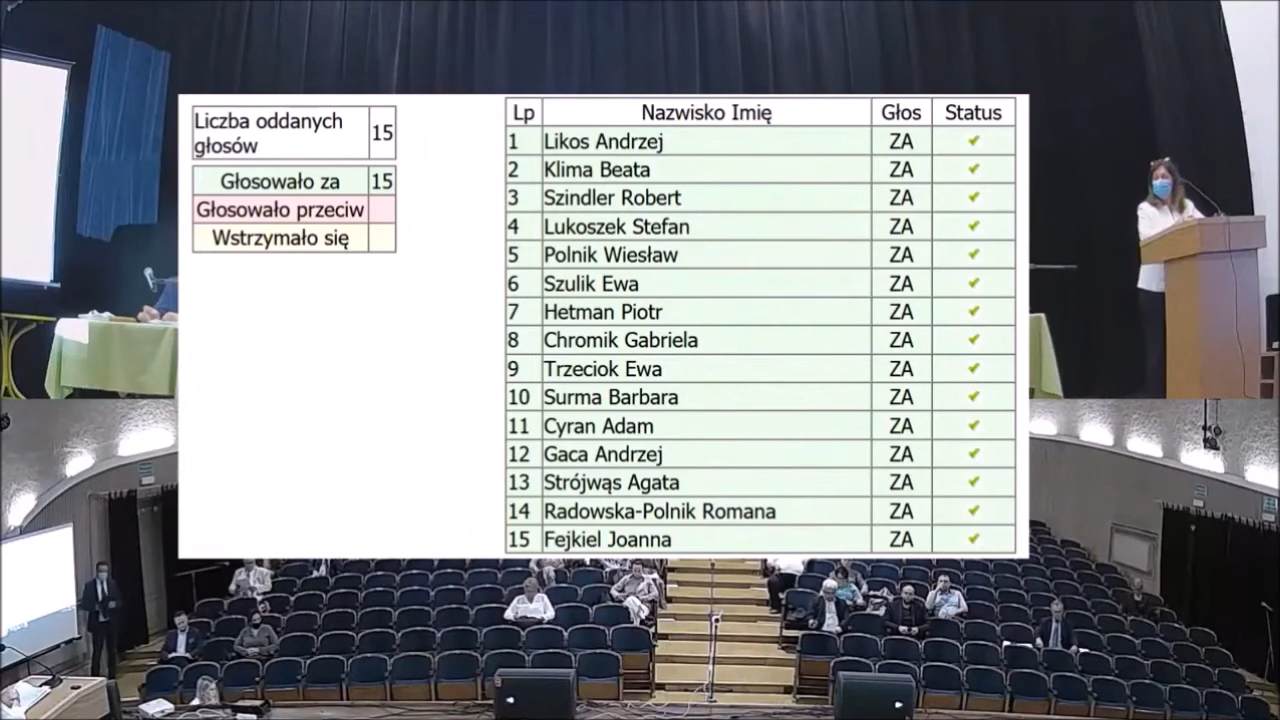 Liczba oddanych głosów 15
Głosowało za 15
Głosowało przeciw
Wstrzymało się
Lp Nazwisko Imię Głos Status
1 Likos Andrzej ZA
2 Klima Beata ZA
3 Szindler Robert ZA
4 Lukoszek Stefan ZA
5 Polnik Wiesław ZA
6 Szulik Ewa ZA
7 Hetman Piotr ZA
8 Chromik Gabriela ZA
9 Trzeciok Ewa ZA
10 Surma Barbara ZA
11 Cyran Adam ZA
12 Gaca Andrzej ZA
13 Strójwąs Agata ZA
14 Radowska-Polnik Romana ZA
15 Fejkiel Joanna ZA